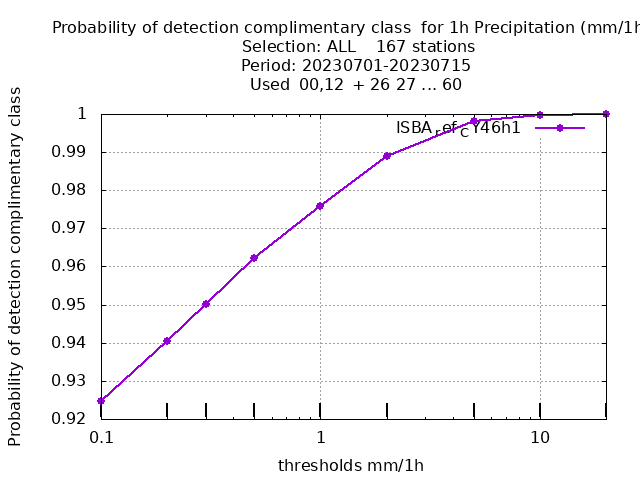 Probability of detection complimentary class for 1h Precipitation (mm/1h
Selection: ALL 167 stations
Period: 20230701-20230715
Used 00,12 + 26 27 ... 60
Probability of detection complimentary class
ISBA_ref_cY46h1
1
0.99
0.98
0.97
0.96
0.95
0.94
0.93
0.92
0.1 1 10
thresholds mm/1h